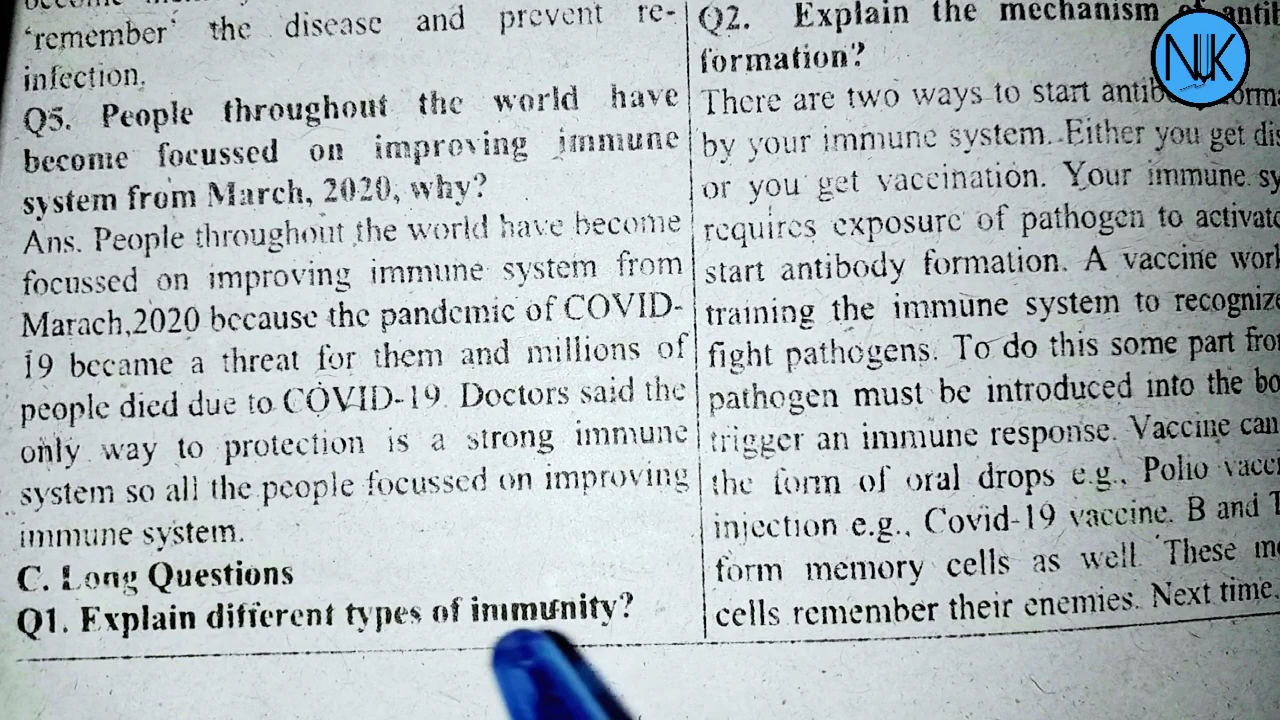 'remember' the disease and prevent re-
infection.
Q5. People throughout the world have
become focussed on improving immune
system from March, 2020, why?
Ans. People throughout the world have become
focussed on improving immune system from
Marach,2020 because the pandemic of COVID-
19 became a threat for them and millions of
people died due to COVID-19. Doctors said the
only way to protection is a strong immune
system so all the people focussed on improving
immune system.
C. Long Questions
Q1. Explain different types of immunity?
Q2. Explain the mechanism of
formation?
There are two ways to start
by your immune system. Either you get
or you get vaccination. Your immune
requires exposure of pathogen to
start antibody formation. A vaccine
training the immune system to
fight pathogens. To do this some part
pathogen must be introduced into the
trigger an immune response. Vaccine can
the form of oral drops e.g., Polio
injection e.g., Covid-19 vaccine. B and T
form memory cells as well. These
cells remember their enemies. Next time.
NK